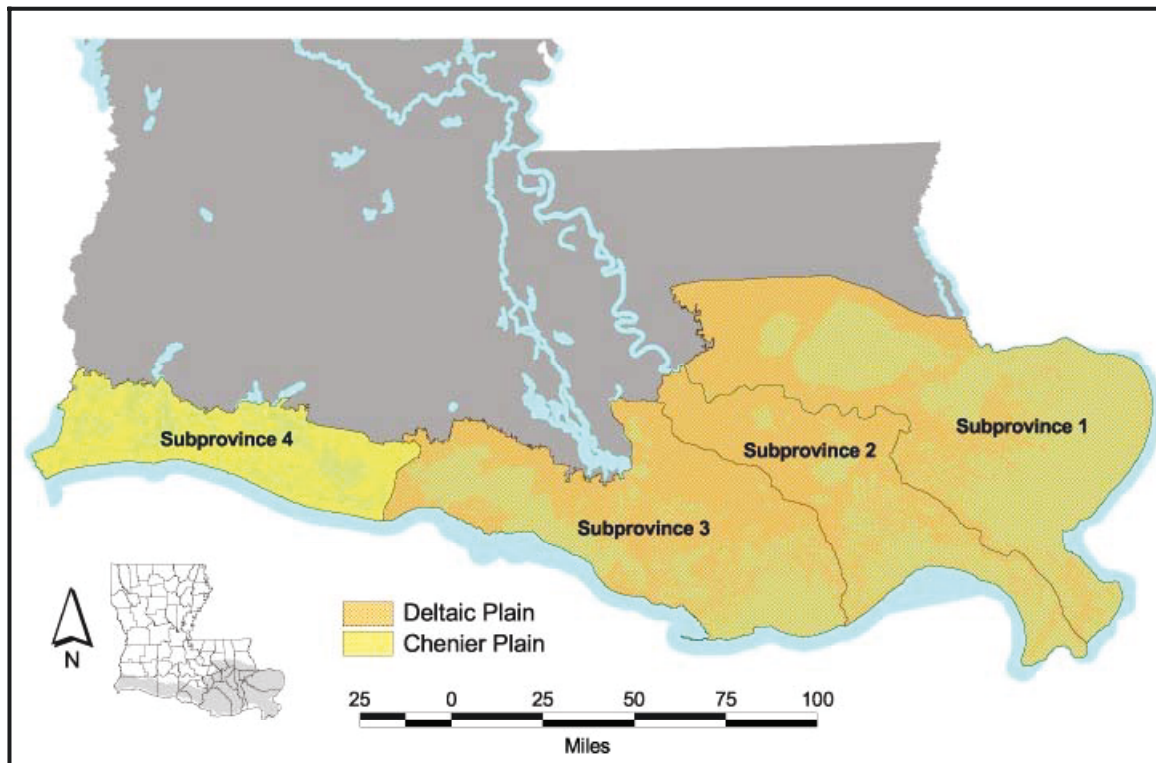 Subprovince 1
Subprovince 2
Subprovince 4
Subprovince 3
N
Deltaic Plain
Chenier Plain
25 0 25 50 75 100
Miles